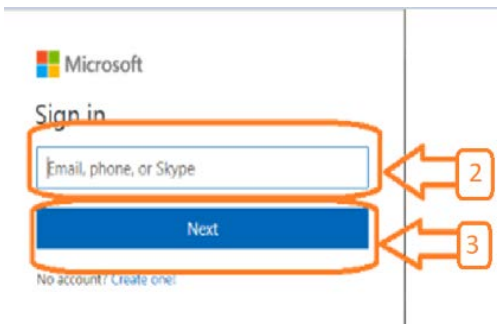 Microsoft
Sign in
Email, phone, or Skype
2
Next
3
No account? Create one!